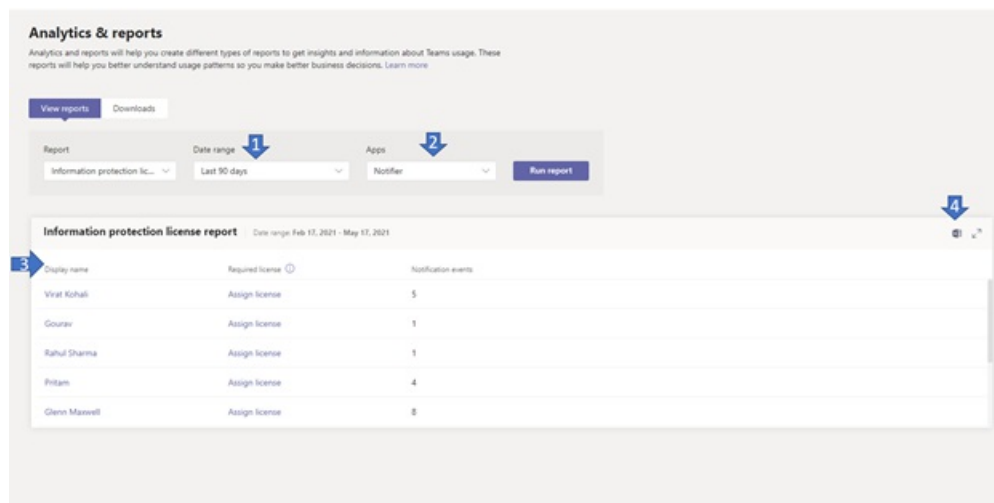 Analytics & reports
Analytics and reports will help you create different types of reports to get insights and information about Teams usage. These
reports will help you better understand usage patterns so you make better business decisions. Learn more
View reports Downloads
Report Date range 1 Apps 2
Information protection lic... Last 90 days Notifier Run report
4
Information protection license report Date range: Feb 17, 2021 - May 17, 2021
3 Display name Required license Notification events
Virat Kohali Assign license 5
Gourav Assign license 1
Rahul Sharma Assign license 1
Pritam Assign license 4
Glenn Maxwell Assign license 8